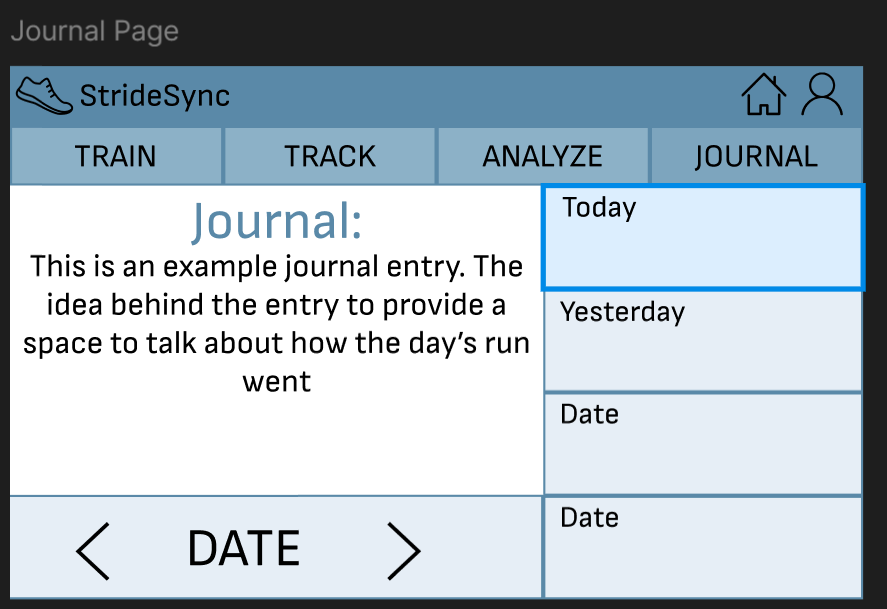 Journal Page
StrideSync
TRAIN
TRACK
ANALYZE
JOURNAL
Journal:
This is an example journal entry. The
idea behind the entry to provide a
space to talk about how the day’s run
went
Today
Yesterday
Date
Date
DATE